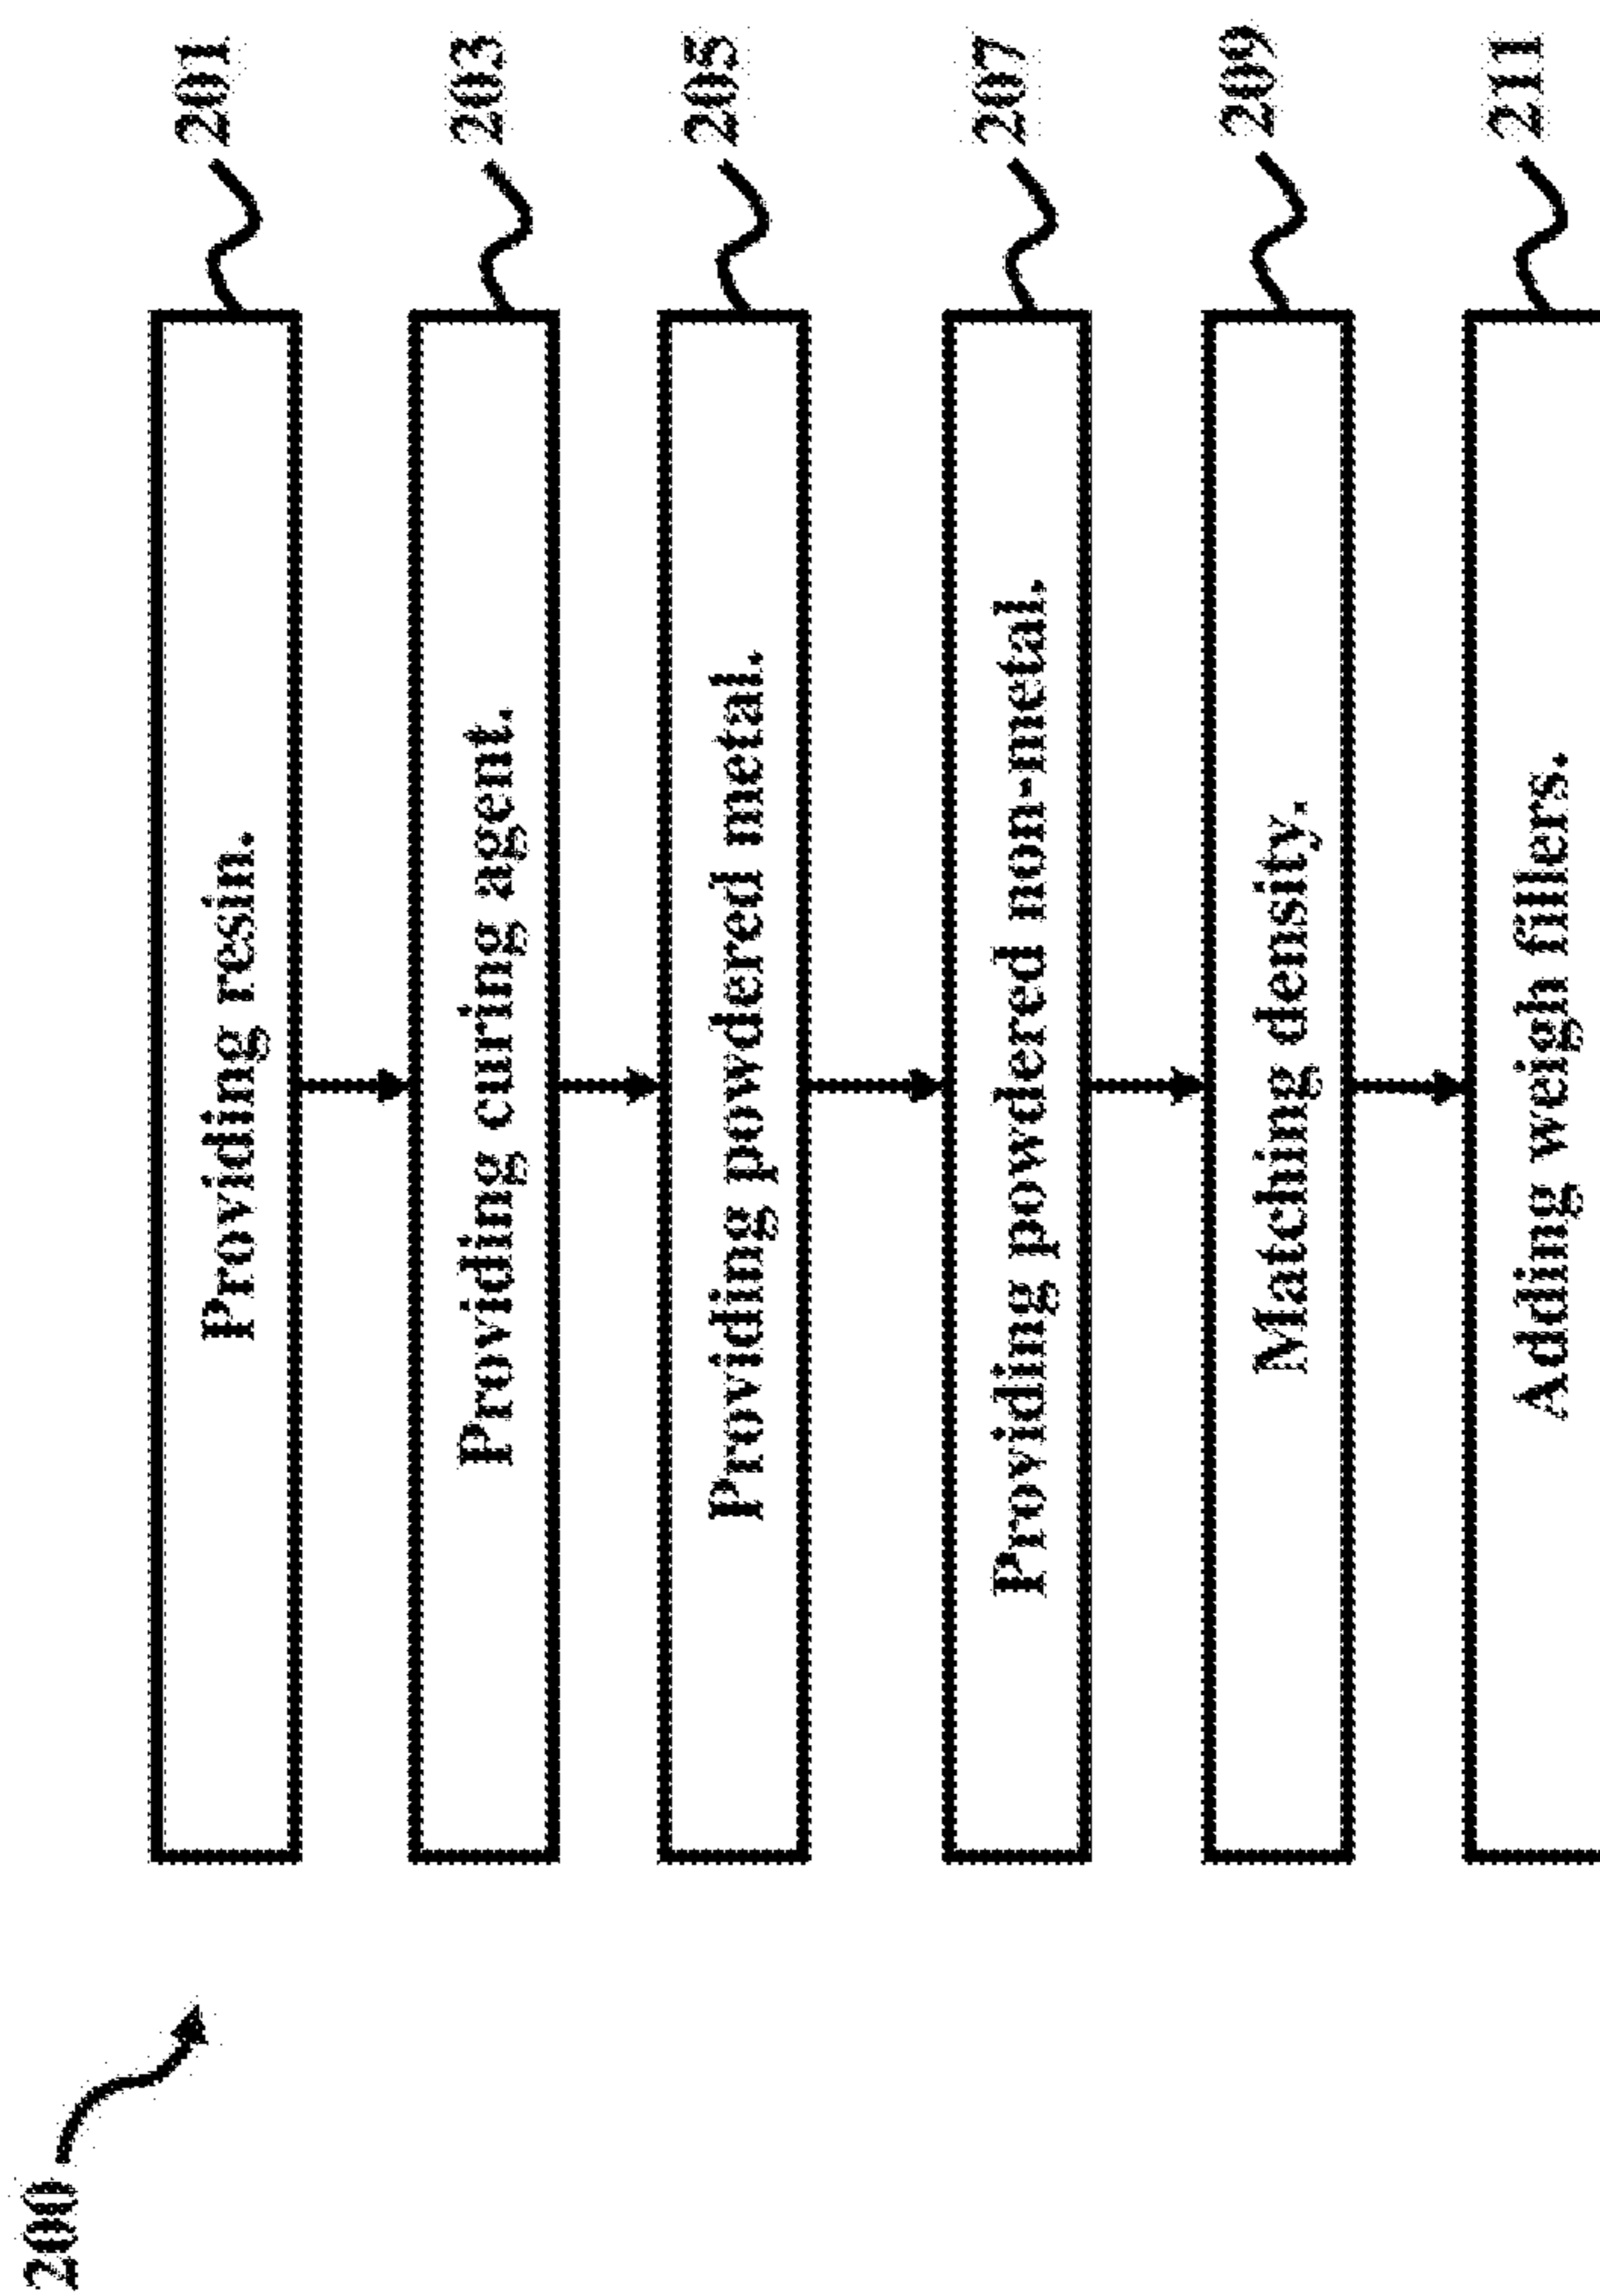 200
Providing resin.
201
Providing curing agent.
203
Providing powdered metal.
205
Providing powdered non-metal.
207
Matching density.
209
Adding weigh fillers.
211